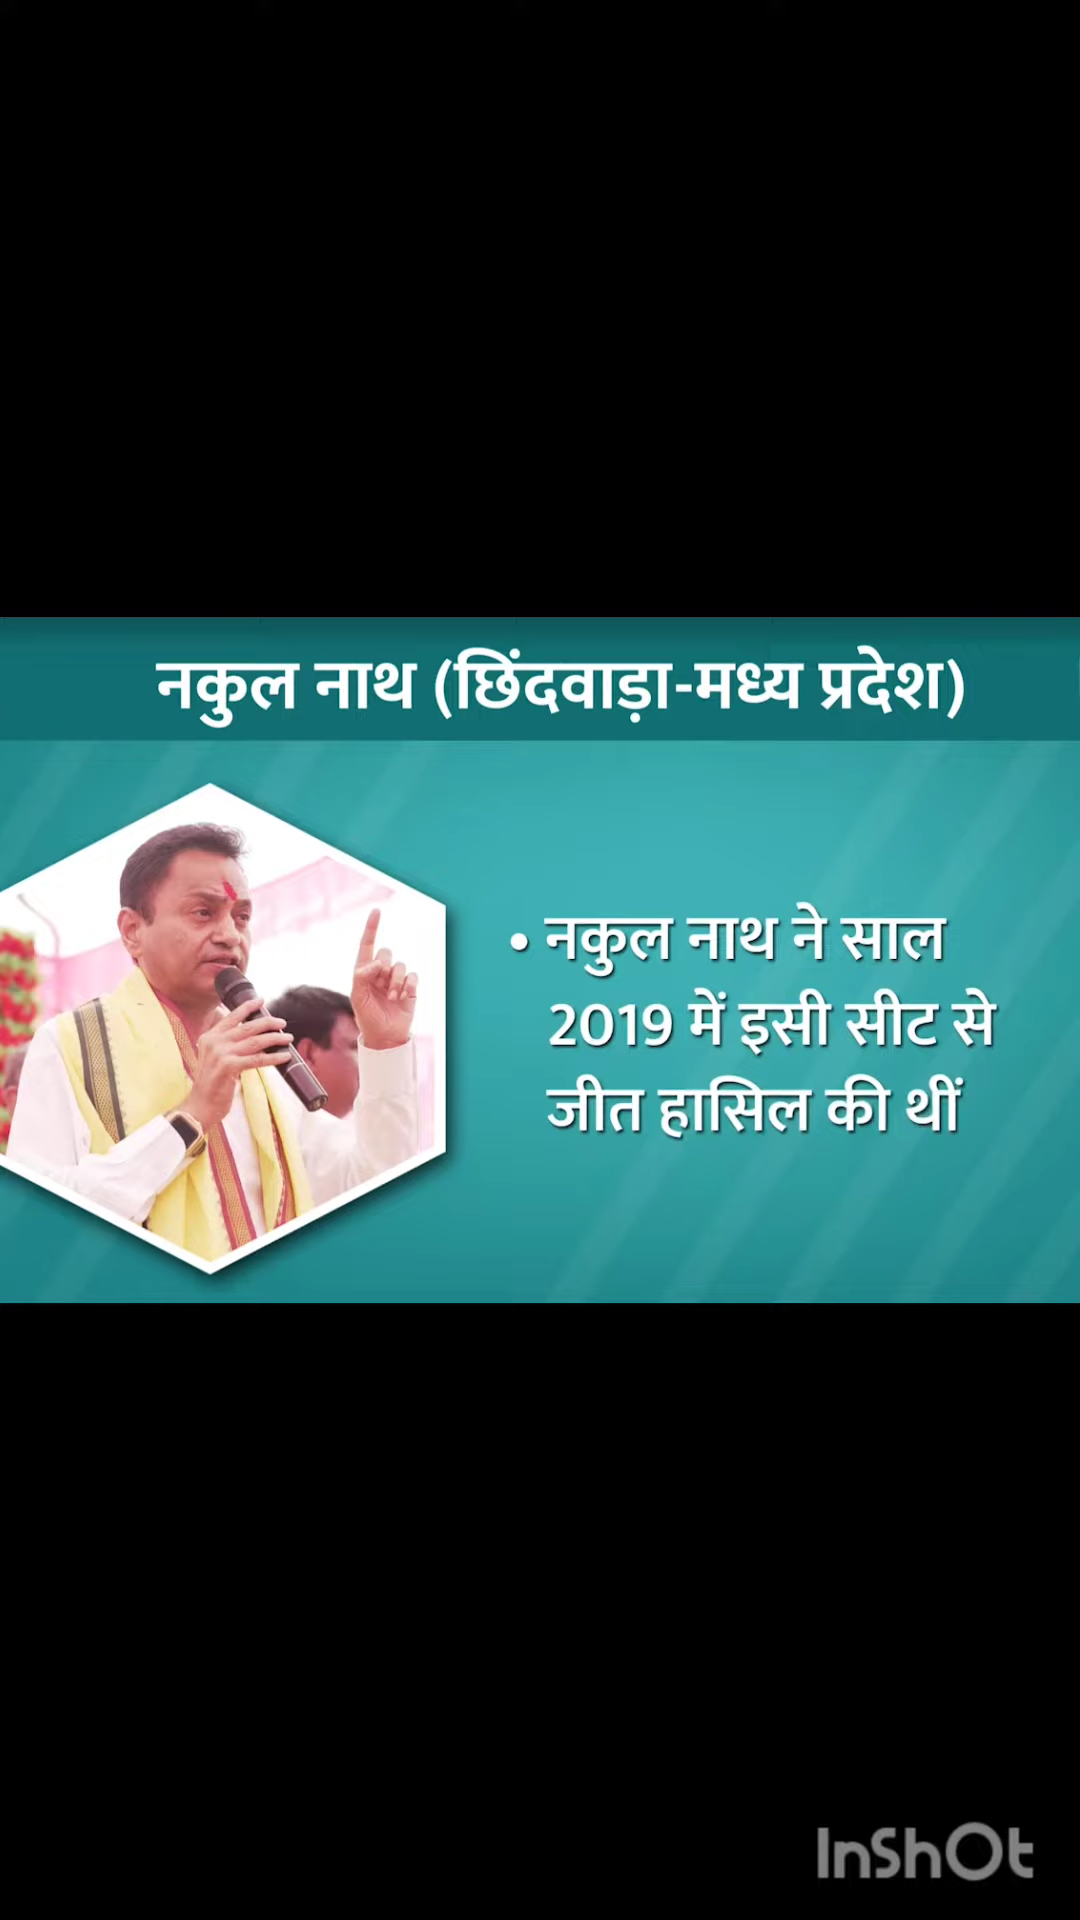 नकुल नाथ (छिंदवाड़ा-मध्य प्रदेश)
• नकुल नाथ ने साल
2019 में इसी सीट से
जीत हासिल की थीं
InShOt